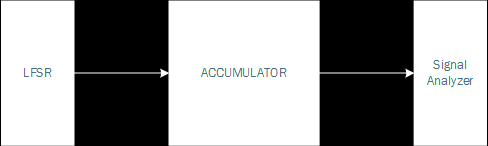 LFSR
ACCUMULATOR
Signal
Analyzer